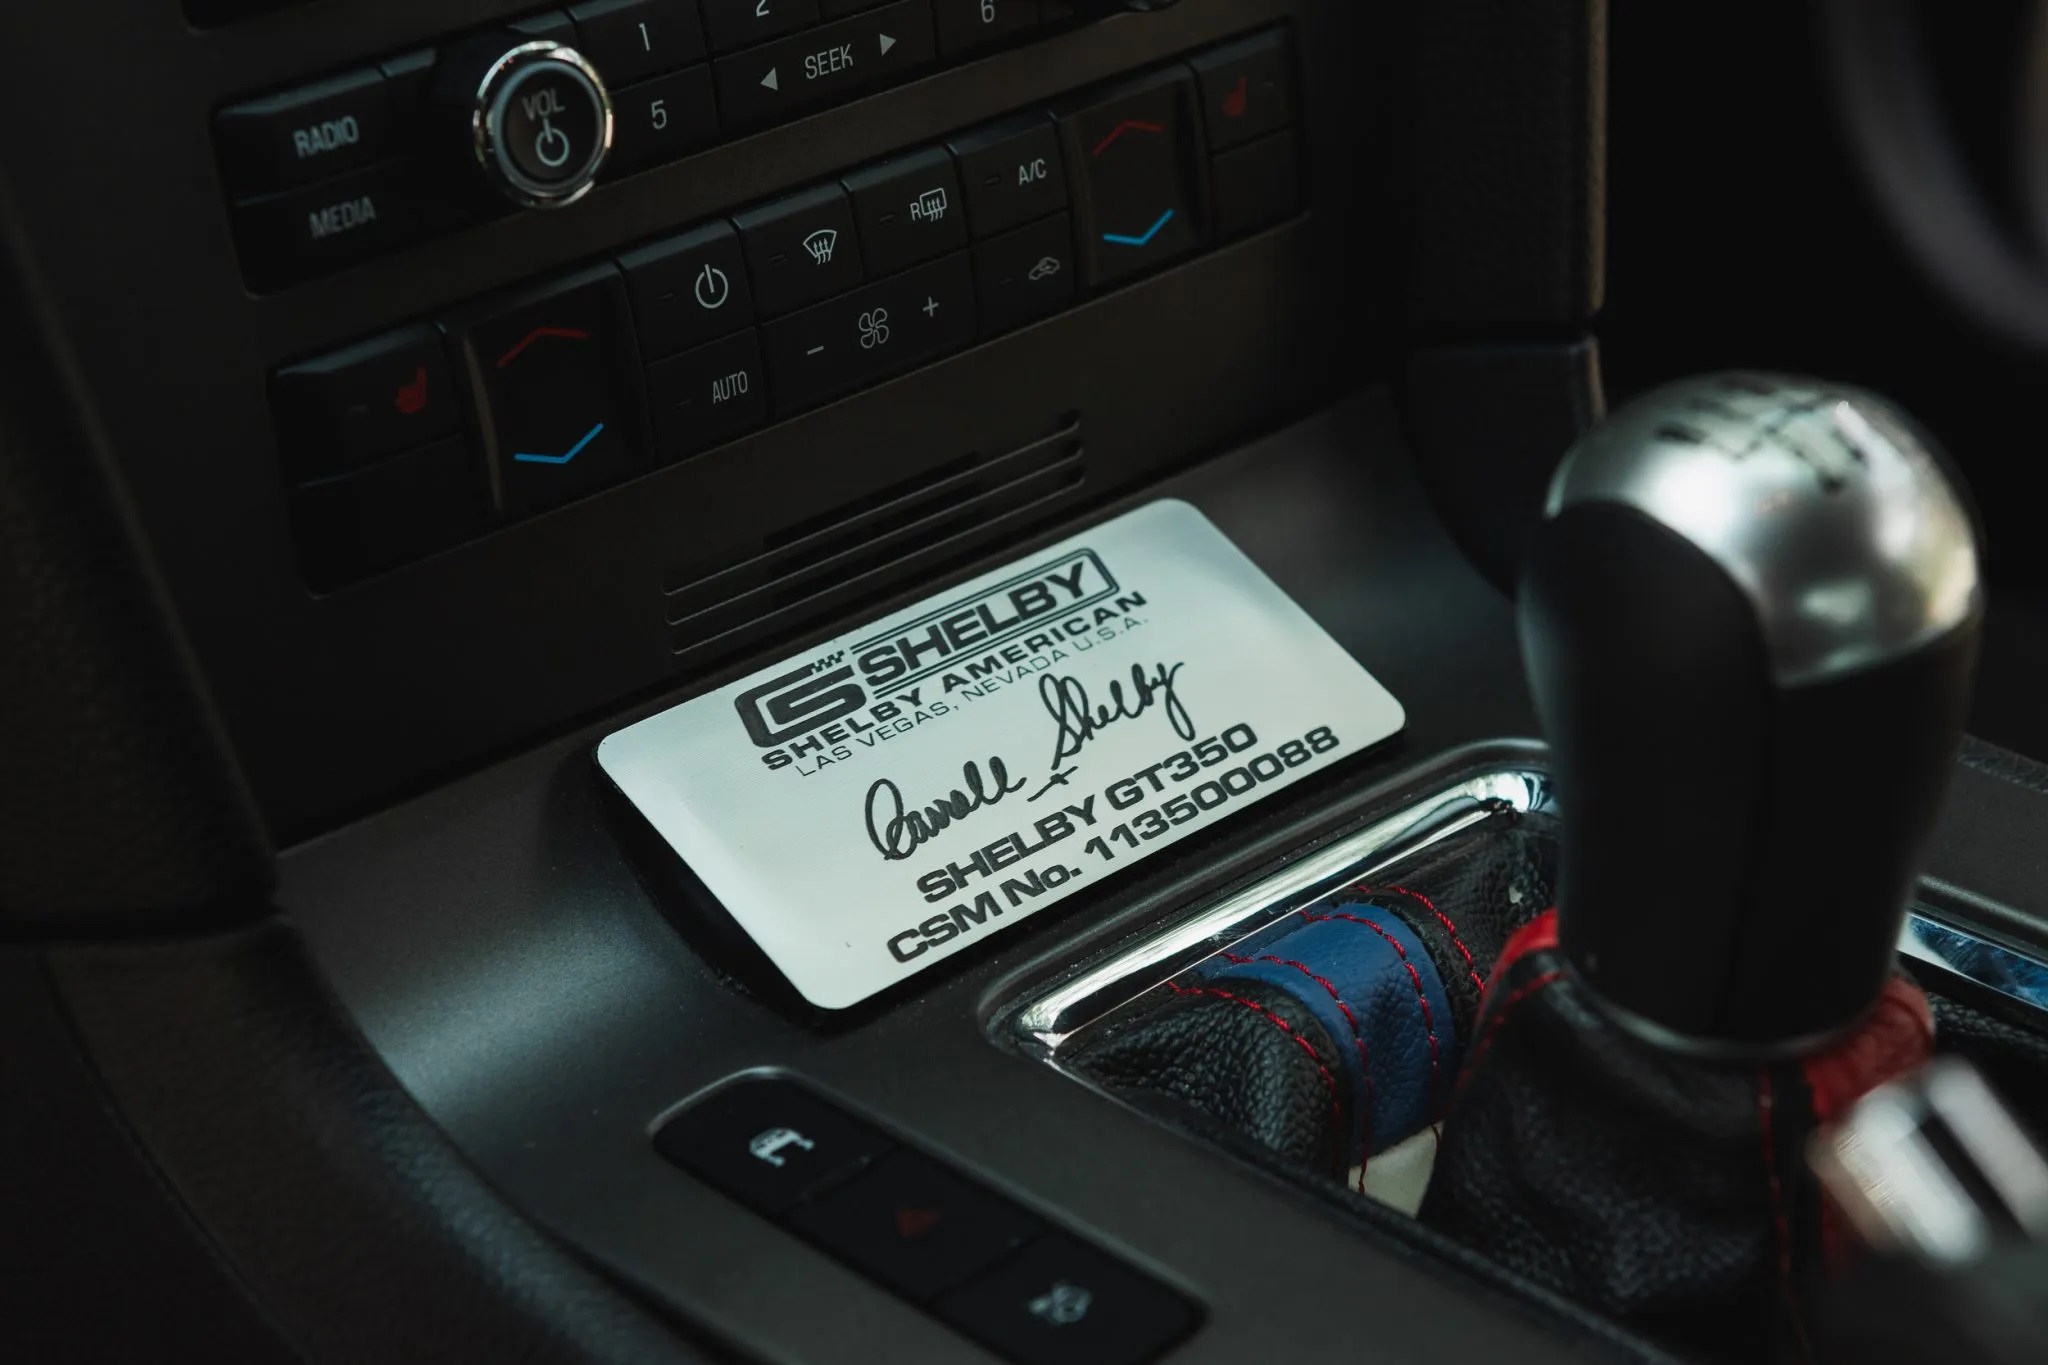 1
2
6
◀ SEEK ▶
RADIO
VOL
5
MEDIA
R
A/C
- +
AUTO
SHELBY
SHELBY AMERICAN
LAS VEGAS, NEVADA U.S.A.
Carroll Shelby
SHELBY GT350
CSM No. 113500088